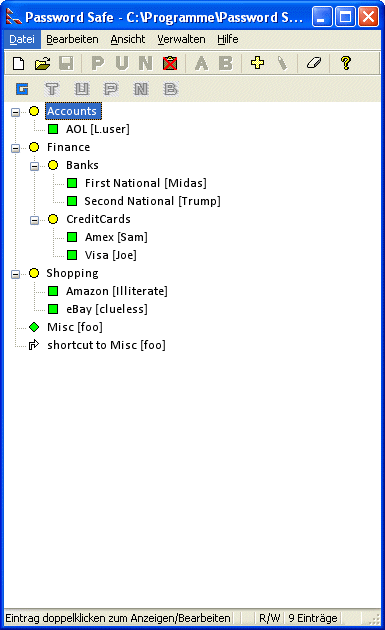 Password Safe - C:\Programme\Password S...
Datei Bearbeiten Ansicht Verwalten Hilfe
P U N A B ?
G T U P N B
Accounts
AOL [L.user]
Finance
Banks
First National [Midas]
Second National [Trump]
CreditCards
Amex [Sam]
Visa [Joe]
Shopping
Amazon [Illiterate]
eBay [clueless]
Misc [foo]
shortcut to Misc [foo]
Eintrag doppelklicken zum Anzeigen/Bearbeiten R/W 9 Einträge